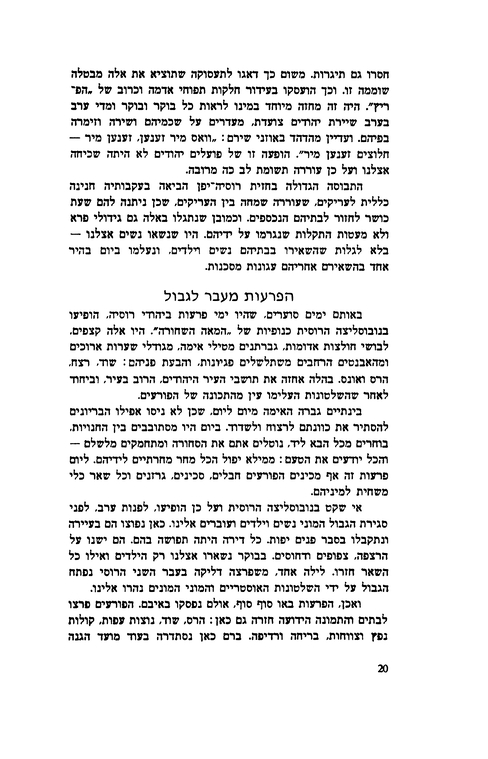 חסרו גם תיגרות. משום כך דאגו לתעסוקה שתוציא את אלה מבטלה
שוממה זו. וכך הועסקו בעידור חלקות תפוחי אדמה וכרוב של „הפ־
ריץ”. היה זה מחזה מיוחד במינו לראות כל בוקר ובוקר ומדי ערב
בערב שיירת יהודים צועדת, מעדרים על שכמיהם ושירה וזימרה
בפיהם. ועדיין מהדהד באוזני שירם: „וואס מיר זענען, זענען מיר —
חלוצים זענען מיר”. הופעה זו של פועלים יהודים לא היתה שכיחה
אצלנו ועל כן עוררה תשומת לב כה מרובה.
התבוסה הגדולה בחזית רוסיה־יפן הביאה בעקבותיה חנינה
כללית לעריקים, שעוררה שמחה בין העריקים, שכן ניתנה להם שעת
כושר לחזור לבתיהם הנכספים. וכמובן שנתגלו באלה גם גידולי פרא
ולא מעטות התקלות שנגרמו על ידיהם. היו שנשאו נשים אצלנו —
בלא לגלות שהשאירו בבתיהם נשים וילדים, ונעלמו ביום בהיר
אחד בהשאירם אחריהם עגונות מסכנות.
הפרעות מעבר לגבול
באותם ימים סוערים, שהיו ימי פרעות ביהודי רוסיה, הופיעו
בנובוסליצה הרוסית כנופיות של „המאה השחורה”. היו אלה קצפים,
לבושי חולצות אדומות, גברתנים מטילי אימה, מגודלי שערות ארוכים
ומהאבנטים הרחבים משתלשלים פגיונות, והבעת פניהם: שוד, רצח,
הרס ואונס. בהלה אחזה את תושבי העיר היהודים, הרוב בעיר, וביחוד
לאחר שהשלטונות העלימו עין מהתכונה של הפורעים.
בינתיים גברה האימה מיום ליום, שכן לא ניסו אפילו הבריונים
להסתיר את כוונתם לרצוח ולשדוד. ביום היו מסתובבים בין החנויות,
בוחרים מכל הבא ליד, נוטלים אתם את הסחורה ומתחמקים מלשלם —
והכל יודעים את הטעם: ממילא יפול הכל מחר מחרתיים לידיהם. ליום
פרעות זה אף מכינים הפורעים חבלים, סכינים, גרזנים וכל שאר כלי
משחית למיניהם.
אי שקט בנובוסליצה הרוסית ועל כן הופיעו, לפנות ערב, לפני
סגירת הגבול המוני נשים וילדים ועוברים אלינו. כאן נפוצו הם בעיירה
ונתקבלו בסבר פנים יפות. כל דירה היתה תפושה בהם. הם ישנו על
הרצפה, צפופים ודחוסים. בבוקר נשארו אצלנו רק הילדים ואילו כל
השאר חזרו. לילה אחד, משפרצה דליקה בעבר השני הרוסי נפתח
הגבול על ידי השלטונות האוסטריים והמוני המונים נהרו אלינו.
ואכן, הפרעות באו סוף סוף, אולם נפסקו באיבם. הפורעים פרצו
לבתים והתמונה הידועה חזרה גם כאן: הרס, שוד, נוצות עפות, קולות
נפץ וצווחות, בריחה ורדיפה. ברם כאן נסתדרה בעוד מועד הגנה
20